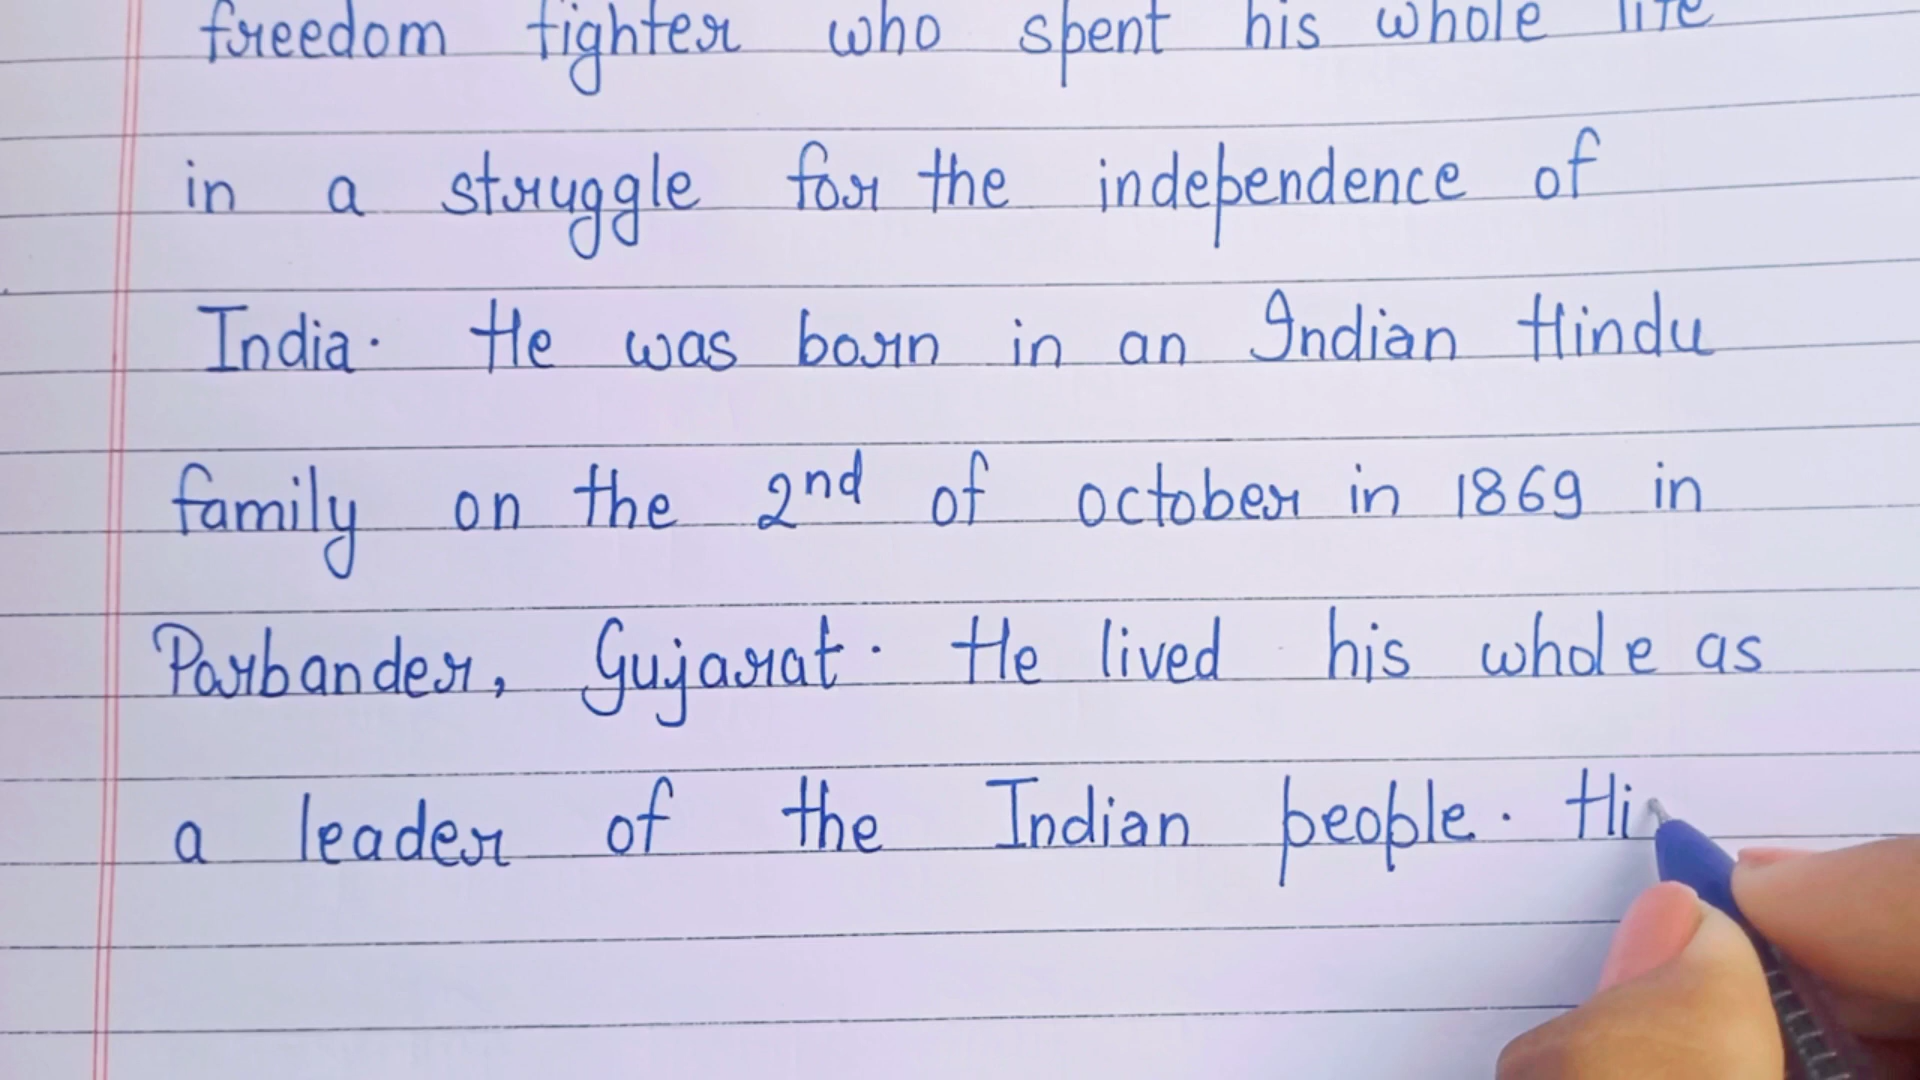 freedom fighter who spent his whole life
in a struggle for the independence of
India. He was born in an Indian Hindu
family on the 2nd of october in 1869 in
Porbander, Gujarat. He lived his whole as
a leader of the Indian people. Hi